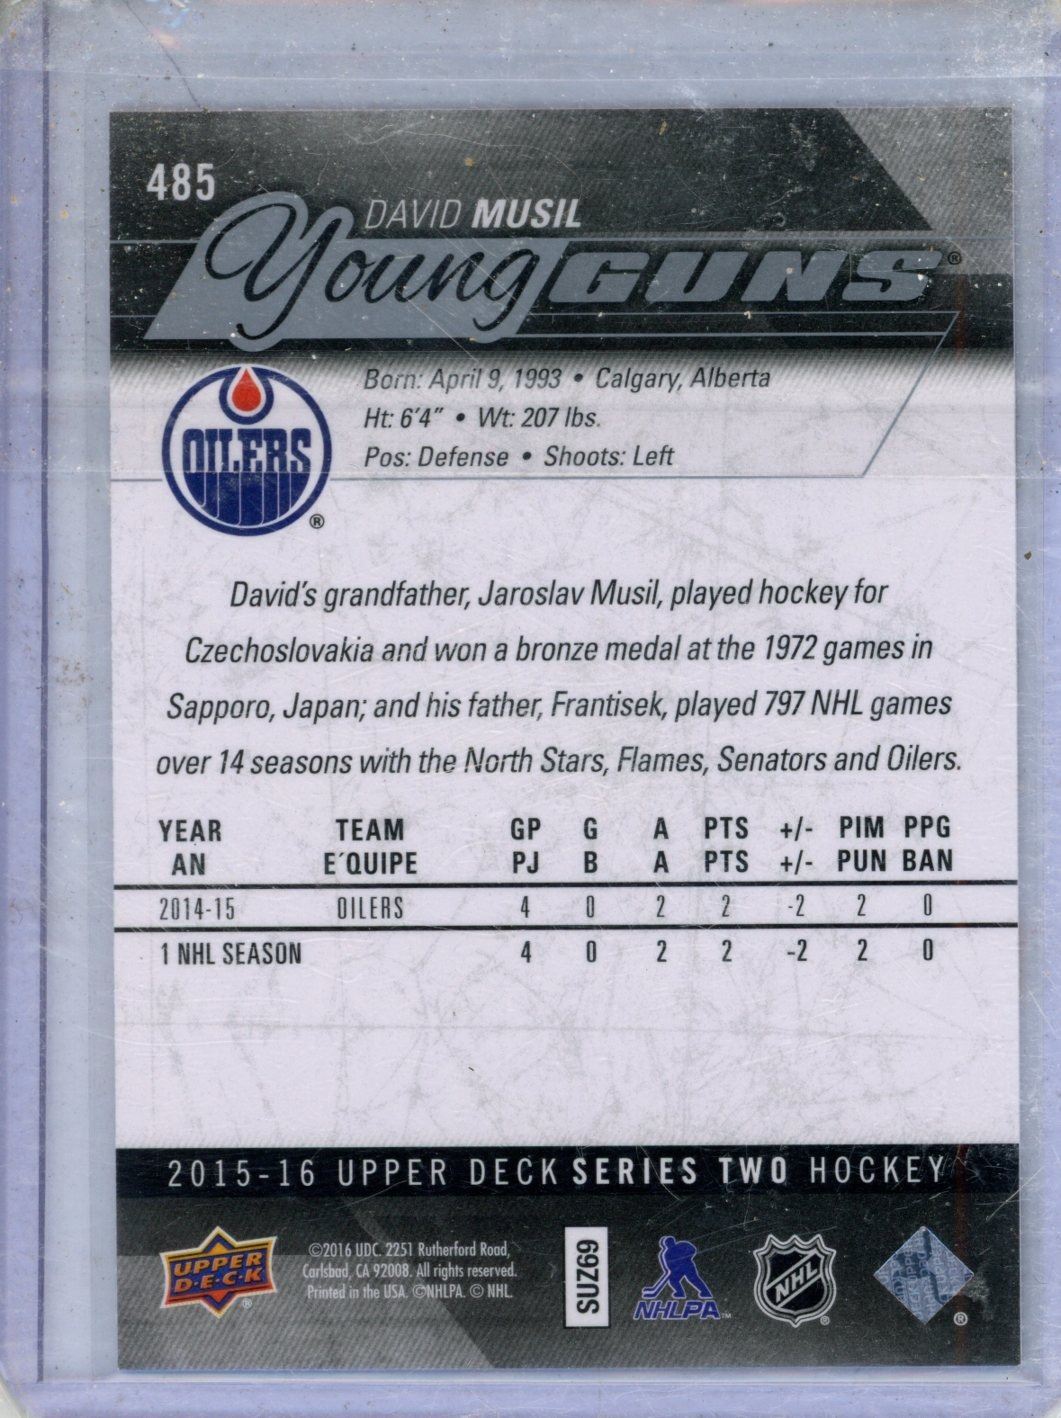 485
DAVID MUSIL
Young GUNS®
Born: April 9, 1993 • Calgary, Alberta
Ht: 6'4" • Wt: 207 lbs.
Pos: Defense • Shoots: Left
OILERS
®
David's grandfather, Jaroslav Musil, played hockey for
Czechoslovakia and won a bronze medal at the 1972 games in
Sapporo, Japan; and his father, Frantisek, played 797 NHL games
over 14 seasons with the North Stars, Flames, Senators and Oilers.
YEAR TEAM GP G A PTS +/- PIM PPG
AN E´QUIPE PJ B A PTS +/- PUN BAN
2014-15 OILERS 4 0 2 2 -2 2 0
1 NHL SEASON 4 0 2 2 -2 2 0
2015-16 UPPER DECK SERIES TWO HOCKEY
UPPER
D·E·C·K
®
©2016 UDC. 2251 Rutherford Road,
Carlsbad, CA 92008. All rights reserved.
Printed in the USA. ©NHLPA. © NHL.
SUZ69
NHLPA™
NHL
®
®